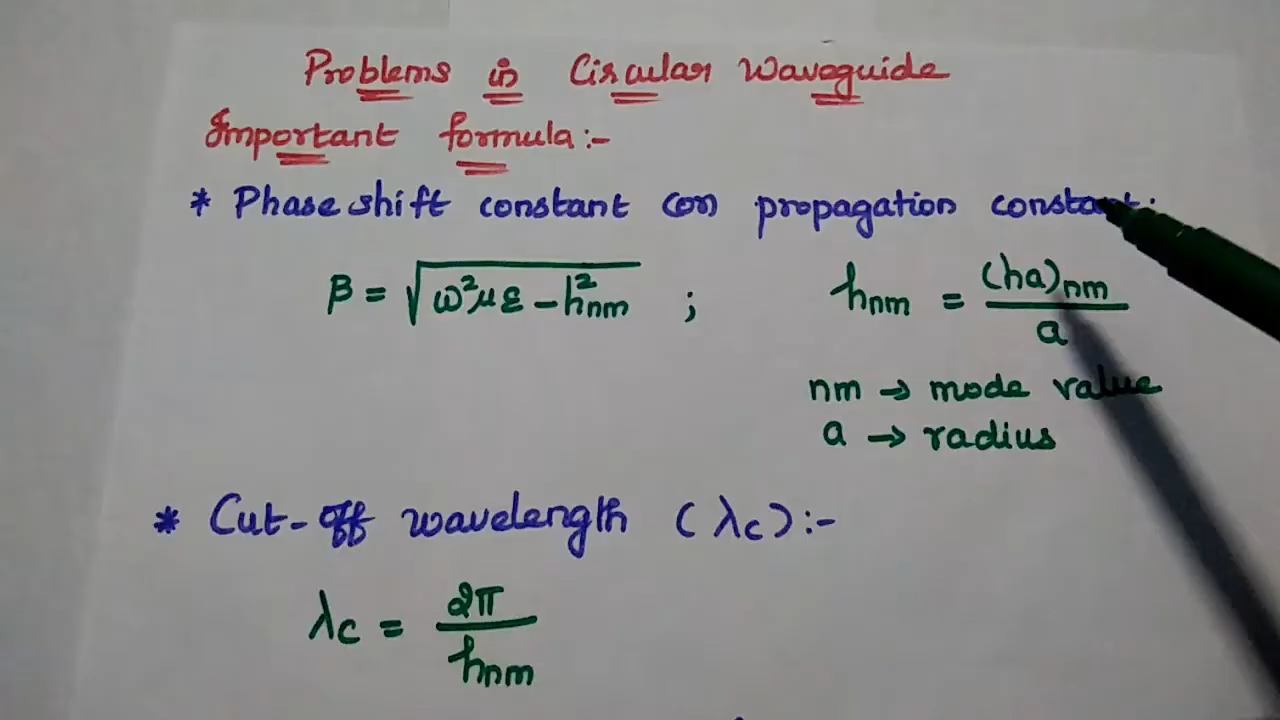 Problems in Circular Waveguide
Important formula:-
* Phase shift constant (or) propagation constant:
β = √(ω²με - h²nm) ; hnm = (ha)nm / a
nm → mode value
a → radius
* Cut-off wavelength (λc):-
λc = 2π / hnm